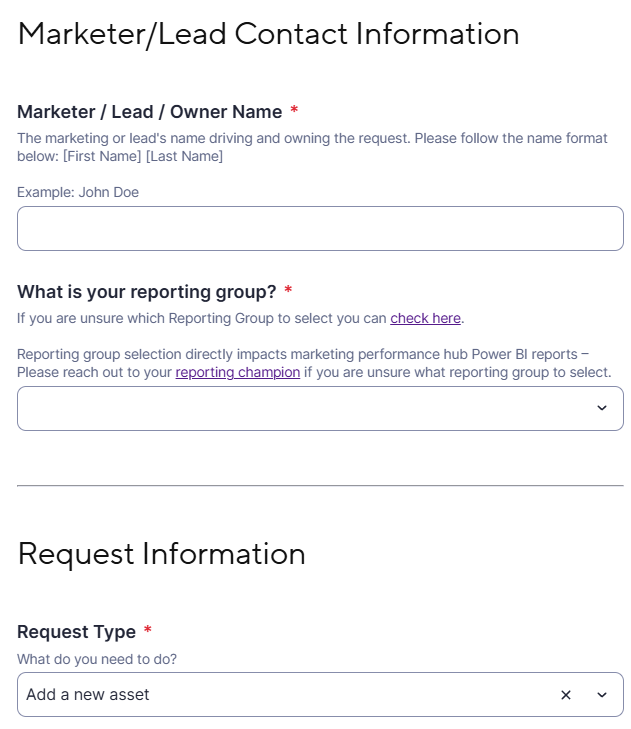 Marketer/Lead Contact Information
Marketer / Lead / Owner Name *
The marketing or lead's name driving and owning the request. Please follow the name format
below: [First Name] [Last Name]
Example: John Doe
What is your reporting group? *
If you are unsure which Reporting Group to select you can check here.
Reporting group selection directly impacts marketing performance hub Power BI reports –
Please reach out to your reporting champion if you are unsure what reporting group to select.
Request Information
Request Type *
What do you need to do?
Add a new asset